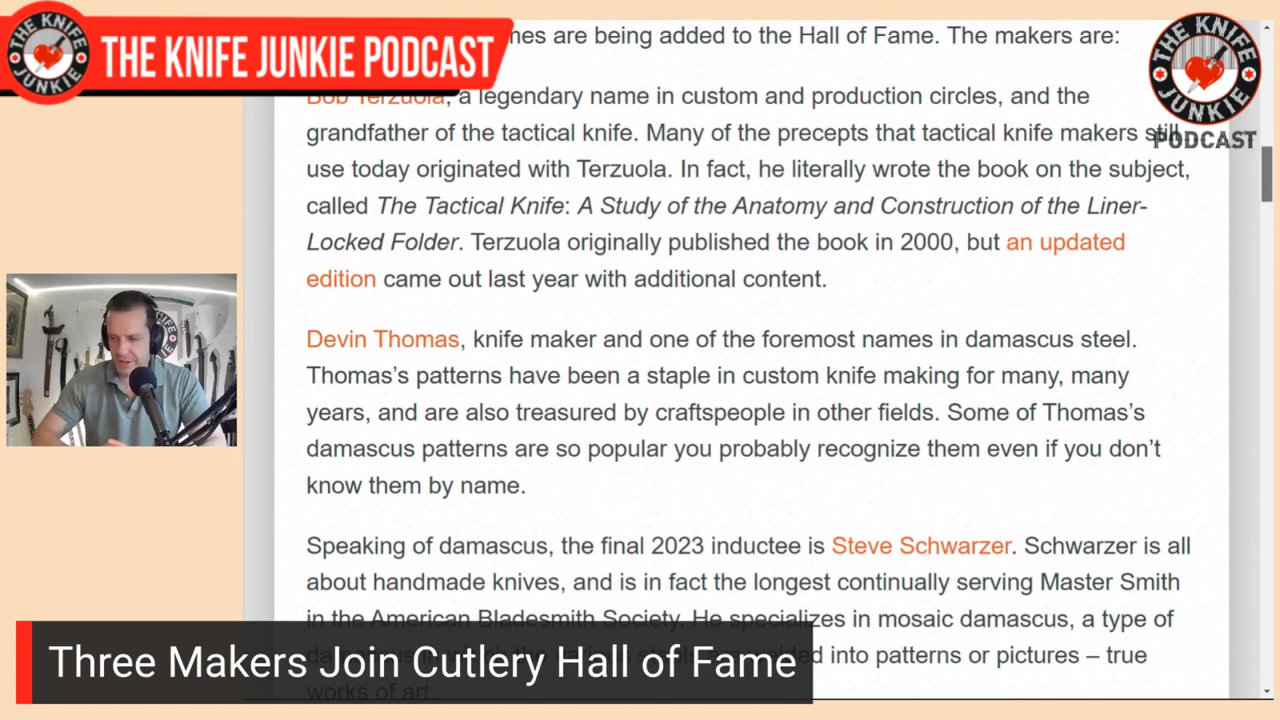 THE KNIFE JUNKIE
THE KNIFE JUNKIE PODCAST
THE KNIFE JUNKIE
PODCAST
are being added to the Hall of Fame. The makers are:
Bob Terzuola, a legendary name in custom and production circles, and the
grandfather of the tactical knife. Many of the precepts that tactical knife makers still
use today originated with Terzuola. In fact, he literally wrote the book on the subject,
called The Tactical Knife: A Study of the Anatomy and Construction of the Liner-
Locked Folder. Terzuola originally published the book in 2000, but an updated
edition came out last year with additional content.
Devin Thomas, knife maker and one of the foremost names in damascus steel.
Thomas’s patterns have been a staple in custom knife making for many, many
years, and are also treasured by craftspeople in other fields. Some of Thomas’s
damascus patterns are so popular you probably recognize them even if you don’t
know them by name.
Speaking of damascus, the final 2023 inductee is Steve Schwarzer. Schwarzer is all
about handmade knives, and is in fact the longest continually serving Master Smith
in the American Bladesmith Society. He specializes in mosaic damascus, a type of
into patterns or pictures – true
works of art.
Three Makers Join Cutlery Hall of Fame